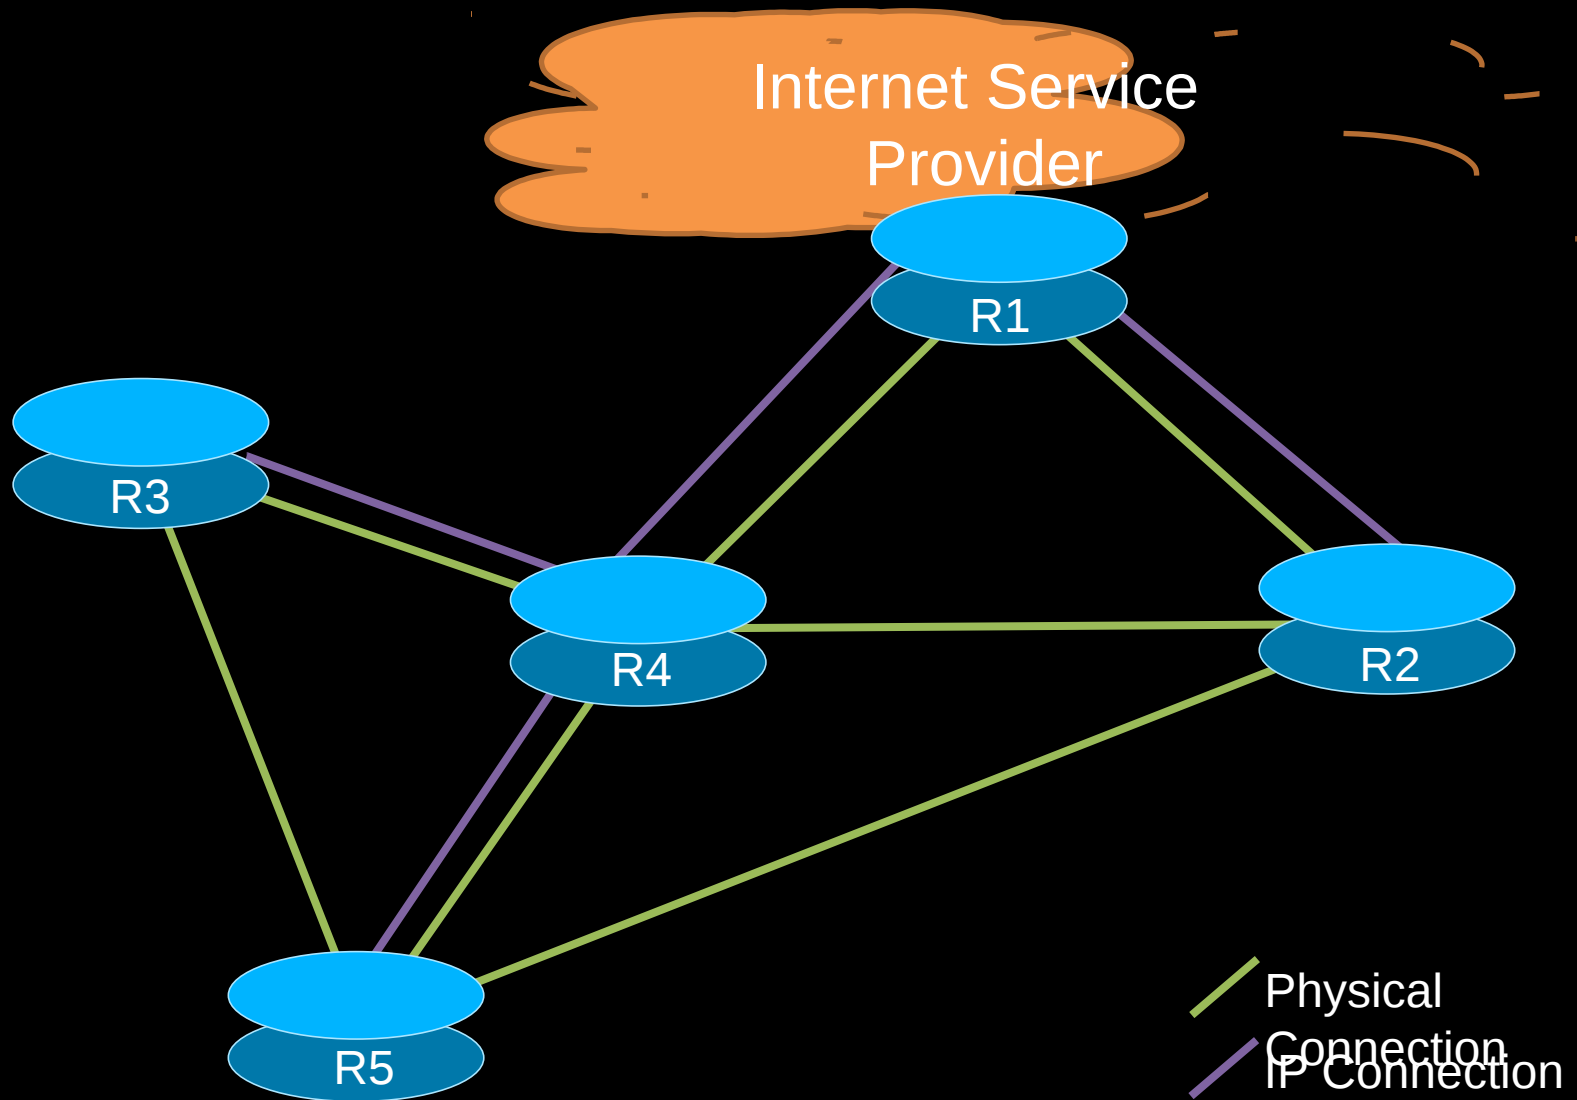 Internet Service
Provider
R1
R3
R4
R2
R5
Physical
Connection
IP Connection